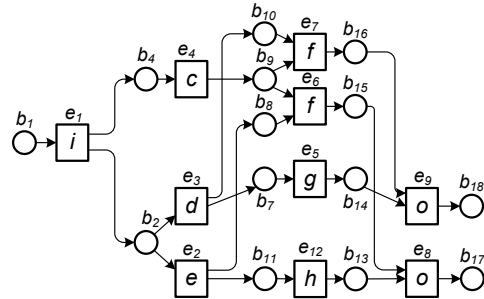 b10 e7 b16
f
b4 e4 b9 e6 b15
c
b8 f
b1 e1
i
e3 e5
b2 d g e9 b18
b7 b14 o
e2 b11 e12 b13 e8 b17
e h o